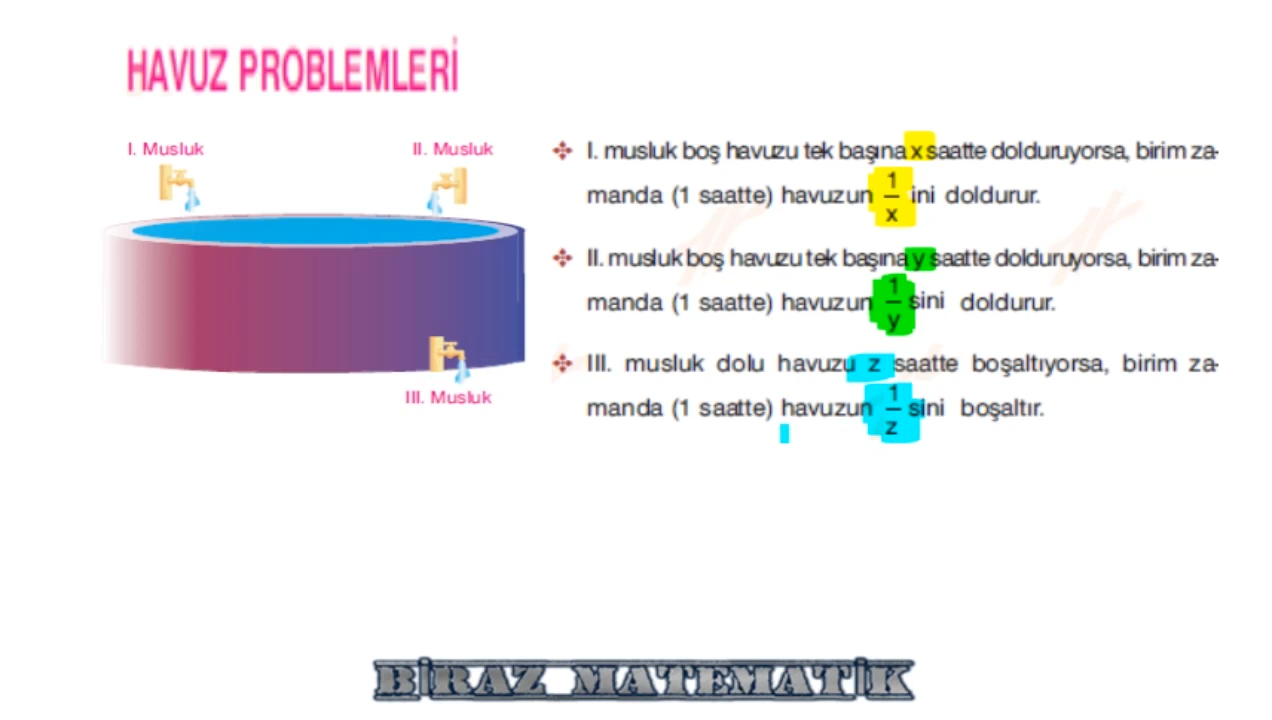 HAVUZ PROBLEMLERİ
I. Musluk
II. Musluk
III. Musluk
❖ I. musluk boş havuzu tek başına x saatte dolduruyorsa, birim za-
manda (1 saatte) havuzun 1/x ini doldurur.
❖ II. musluk boş havuzu tek başına y saatte dolduruyorsa, birim za-
manda (1 saatte) havuzun 1/y sini doldurur.
❖ III. musluk dolu havuzu z saatte boşaltıyorsa, birim za-
manda (1 saatte) havuzun 1/z sini boşaltır.
BİRAZ MATEMATİK